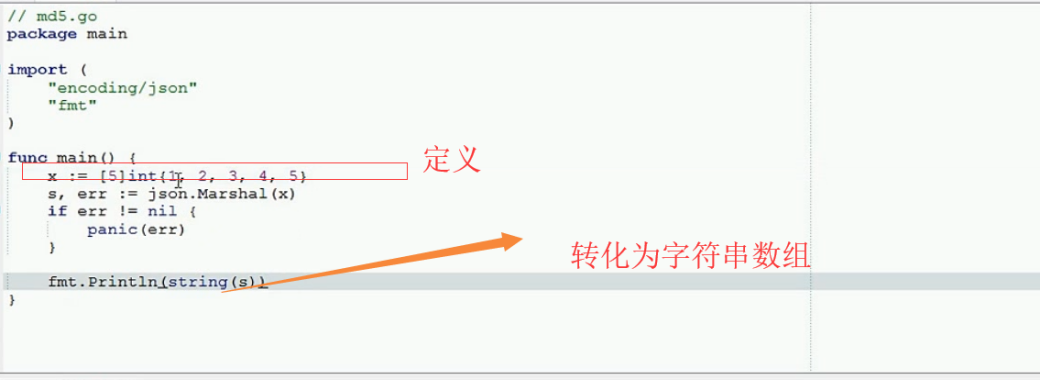 // md5.go
package main
import (
"encoding/json"
"fmt"
)
func main() {
x := [5]int{1, 2, 3, 4, 5}
定义
s, err := json.Marshal(x)
if err != nil {
panic(err)
}
转化为字符串数组
fmt.Println(string(s))
}